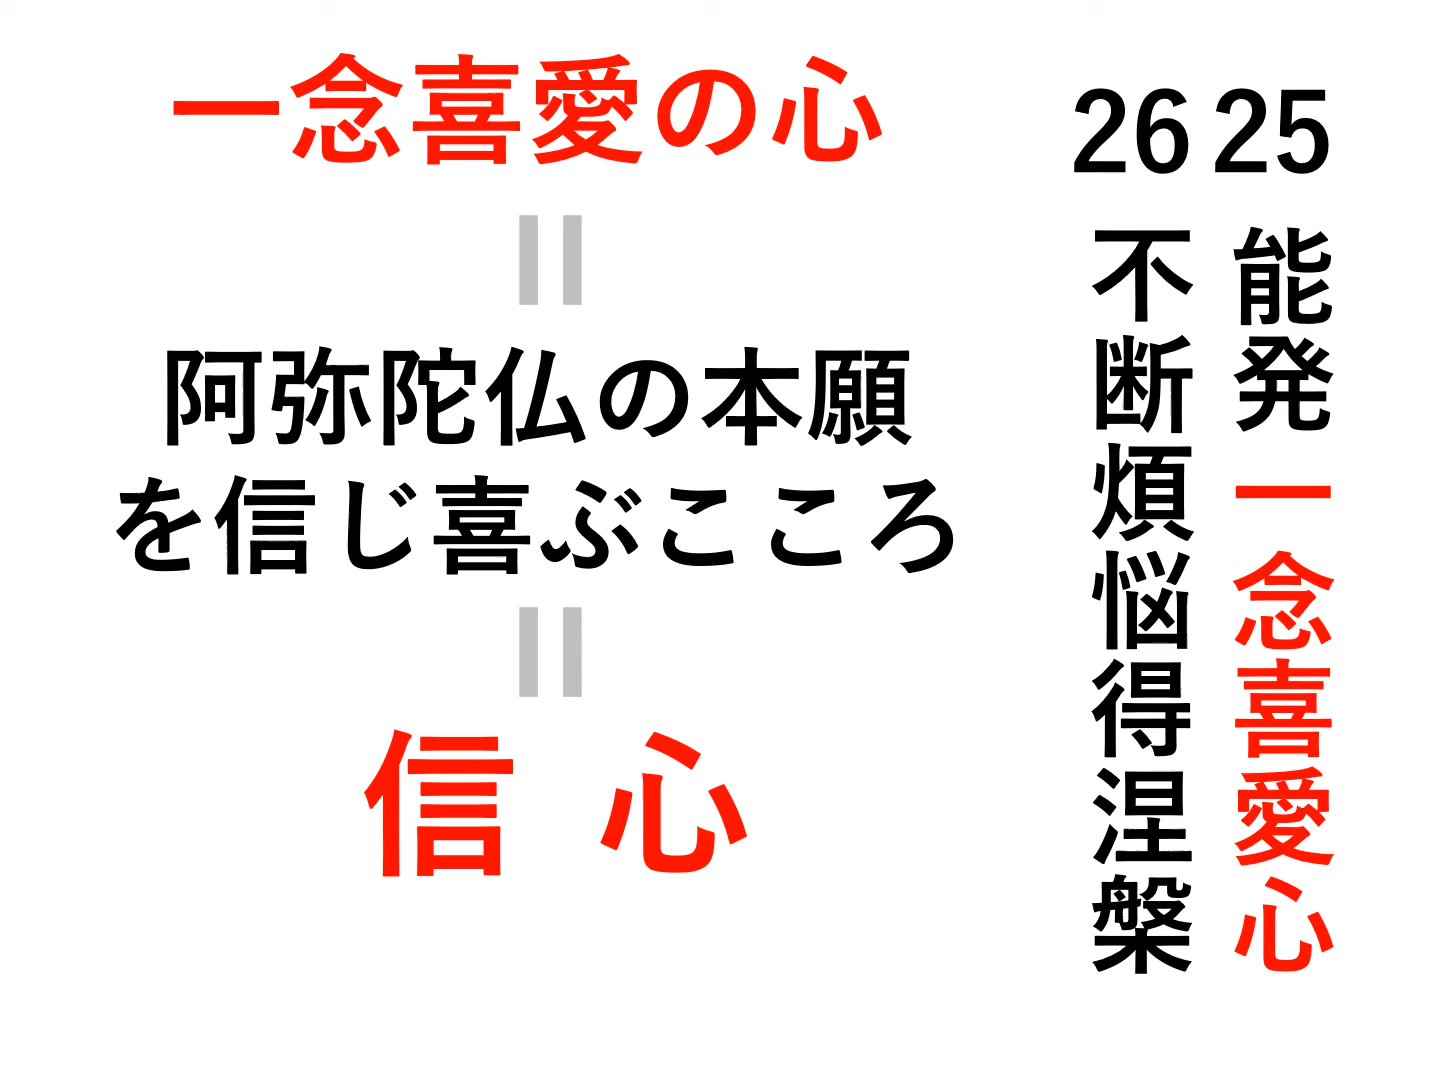 25 能発一念喜愛心
26 不断煩悩得涅槃
一念喜愛の心
=
阿弥陀仏の本願
を信じ喜ぶこころ
=
信心